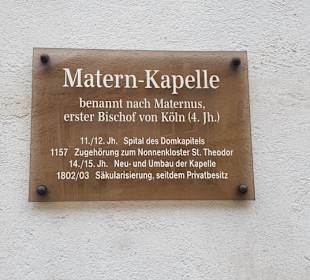 Matern-Kapelle
benannt nach Maternus,
erster Bischof von Köln (4. Jh.)
11./12. Jh. Spital des Domkapitels
1157 Zugehörung zum Nonnenkloster St. Theodor
14./15. Jh. Neu- und Umbau der Kapelle
1802/03 Säkularisierung, seitdem Privatbesitz